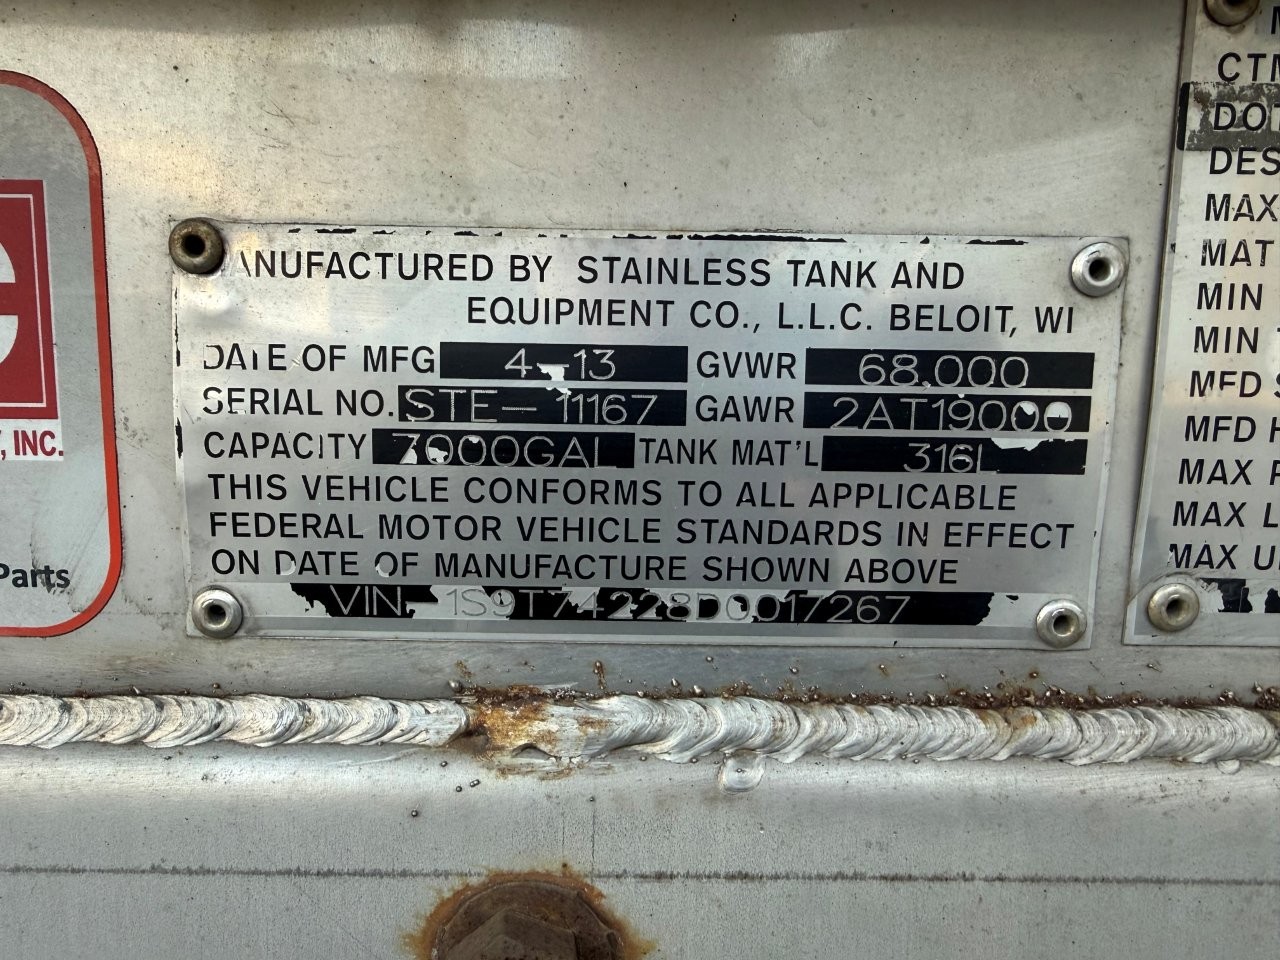 MANUFACTURED BY STAINLESS TANK AND
EQUIPMENT CO., L.L.C. BELOIT, WI
DATE OF MFG 4-13 GVWR 68,000
SERIAL NO. STE-11167 GAWR 2AT19000
CAPACITY 7000GAL TANK MAT'L 316L
THIS VEHICLE CONFORMS TO ALL APPLICABLE
FEDERAL MOTOR VEHICLE STANDARDS IN EFFECT
ON DATE OF MANUFACTURE SHOWN ABOVE
VIN-1S9T74228D0017267
, INC.
Parts
CTM
DOT
DES
MAX
MAT
MIN
MIN
MFD S
MFD H
MAX P
MAX L
MAX U